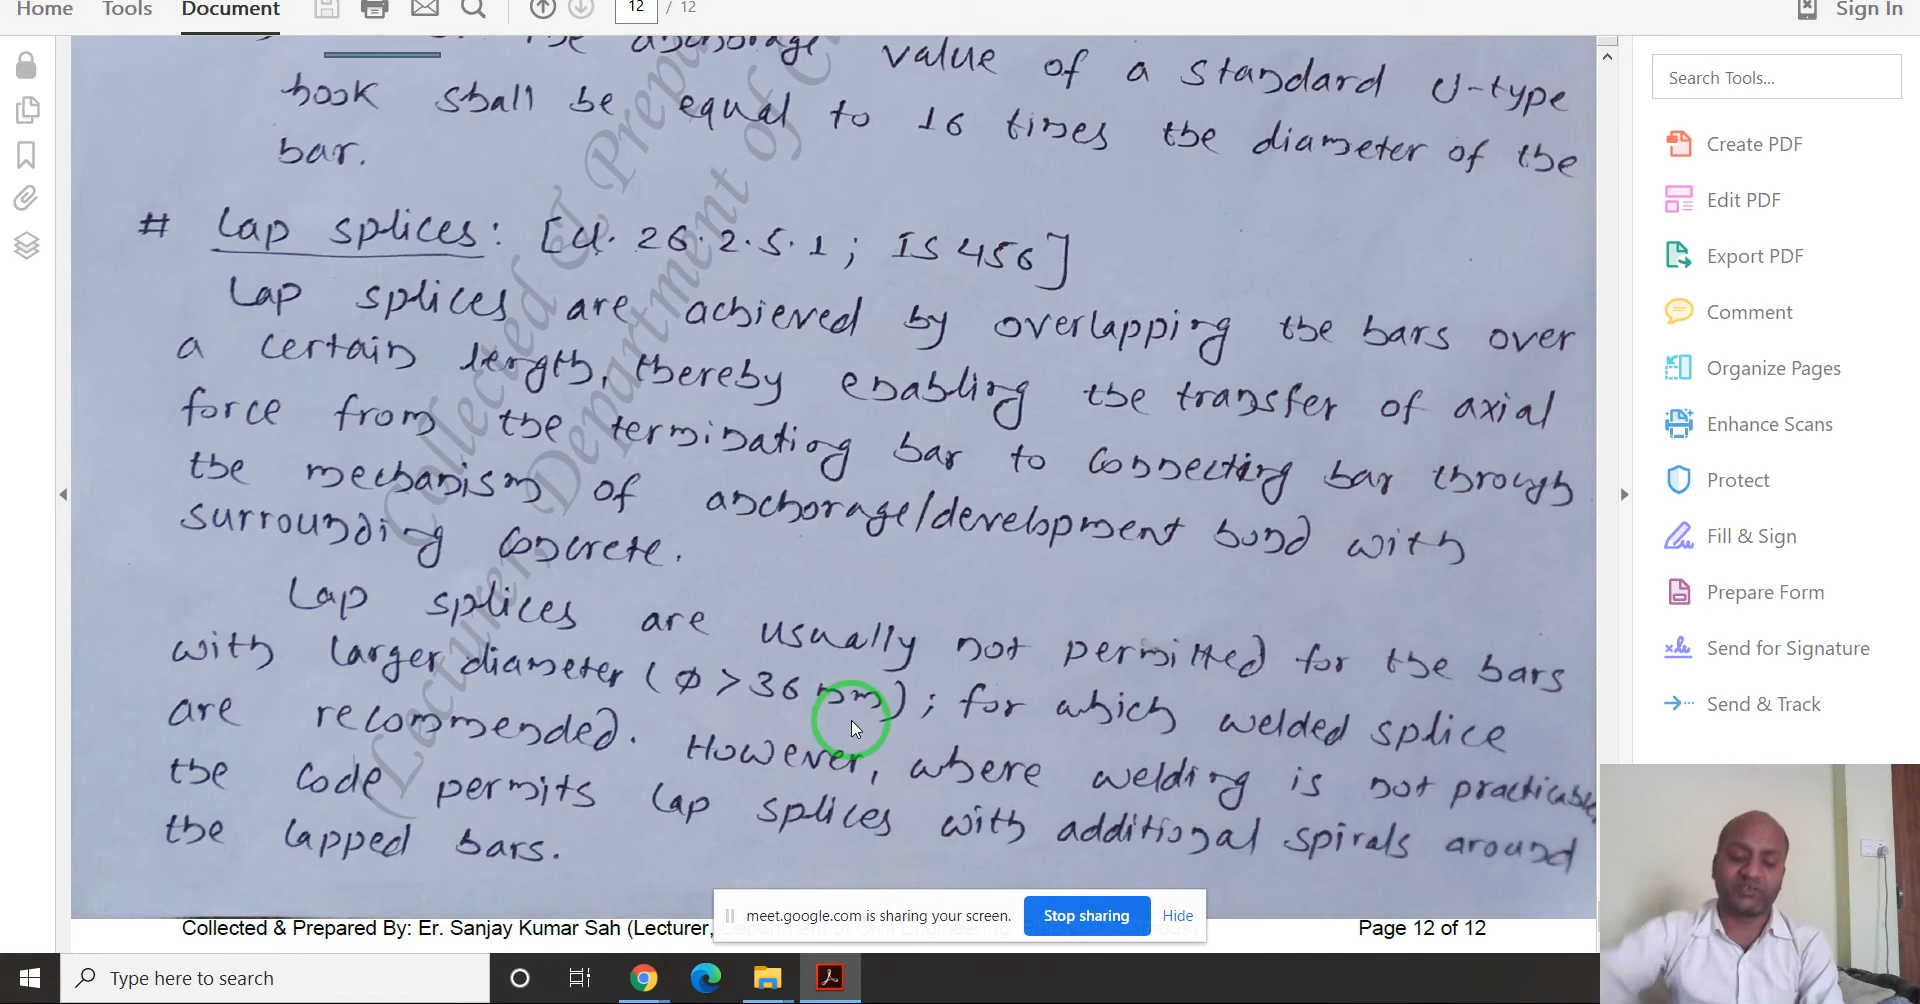 Home Tools Document 12 / 12 Sign In
the anchorage value of a standard U-type
hook shall be equal to 16 times the diameter of the
bar.
# Lap splices: [Cl. 26.2.5.1; IS 456]
Lap splices are achieved by overlapping the bars over
a certain length, thereby enabling the transfer of axial
force from the terminating bar to connecting bar through
the mechanism of anchorage/development bond with
surrounding concrete.
Lap splices are usually not permitted for the bars
with larger diameter (ϕ > 36 mm); for which welded splice
are recommended. However, where welding is not practicable
the code permits lap splices with additional spirals around
the lapped bars.
Collected & Prepared
(Lecturer, Department of
Collected & Prepared By: Er. Sanjay Kumar Sah (Lecturer, Page 12 of 12
meet.google.com is sharing your screen. Stop sharing Hide
Search Tools...
Create PDF
Edit PDF
Export PDF
Comment
Organize Pages
Enhance Scans
Protect
Fill & Sign
Prepare Form
Send for Signature
Send & Track
Type here to search